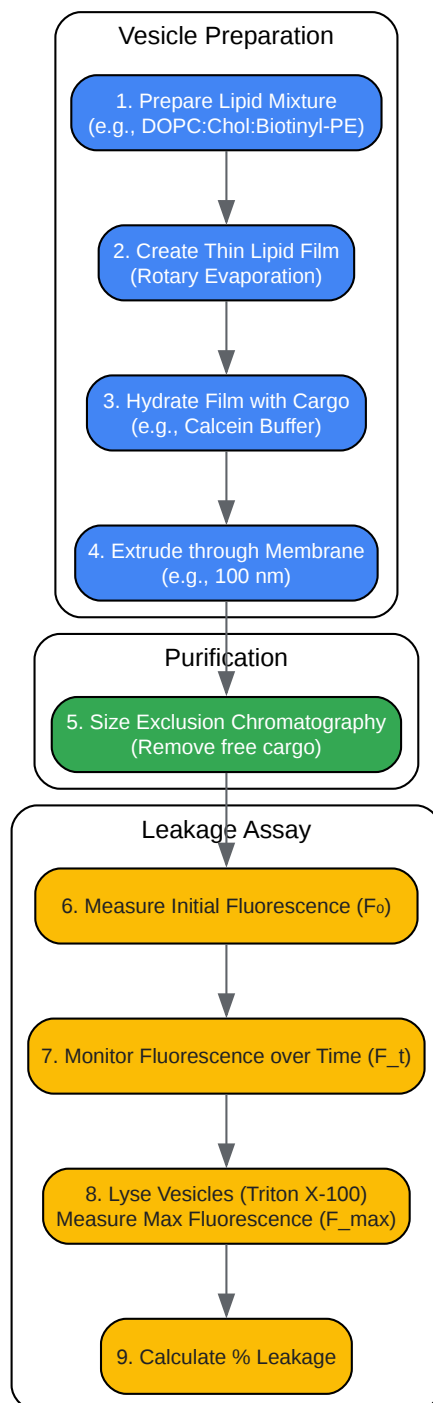 Vesicle Preparation
1. Prepare Lipid Mixture
(e.g., DOPC:Chol:Biotinyl-PE)
2. Create Thin Lipid Film
(Rotary Evaporation)
3. Hydrate Film with Cargo
(e.g., Calcein Buffer)
4. Extrude through Membrane
(e.g., 100 nm)
Purification
5. Size Exclusion Chromatography
(Remove free cargo)
Leakage Assay
6. Measure Initial Fluorescence (F₀)
7. Monitor Fluorescence over Time (F_t)
8. Lyse Vesicles (Triton X-100)
Measure Max Fluorescence (F_max)
9. Calculate % Leakage